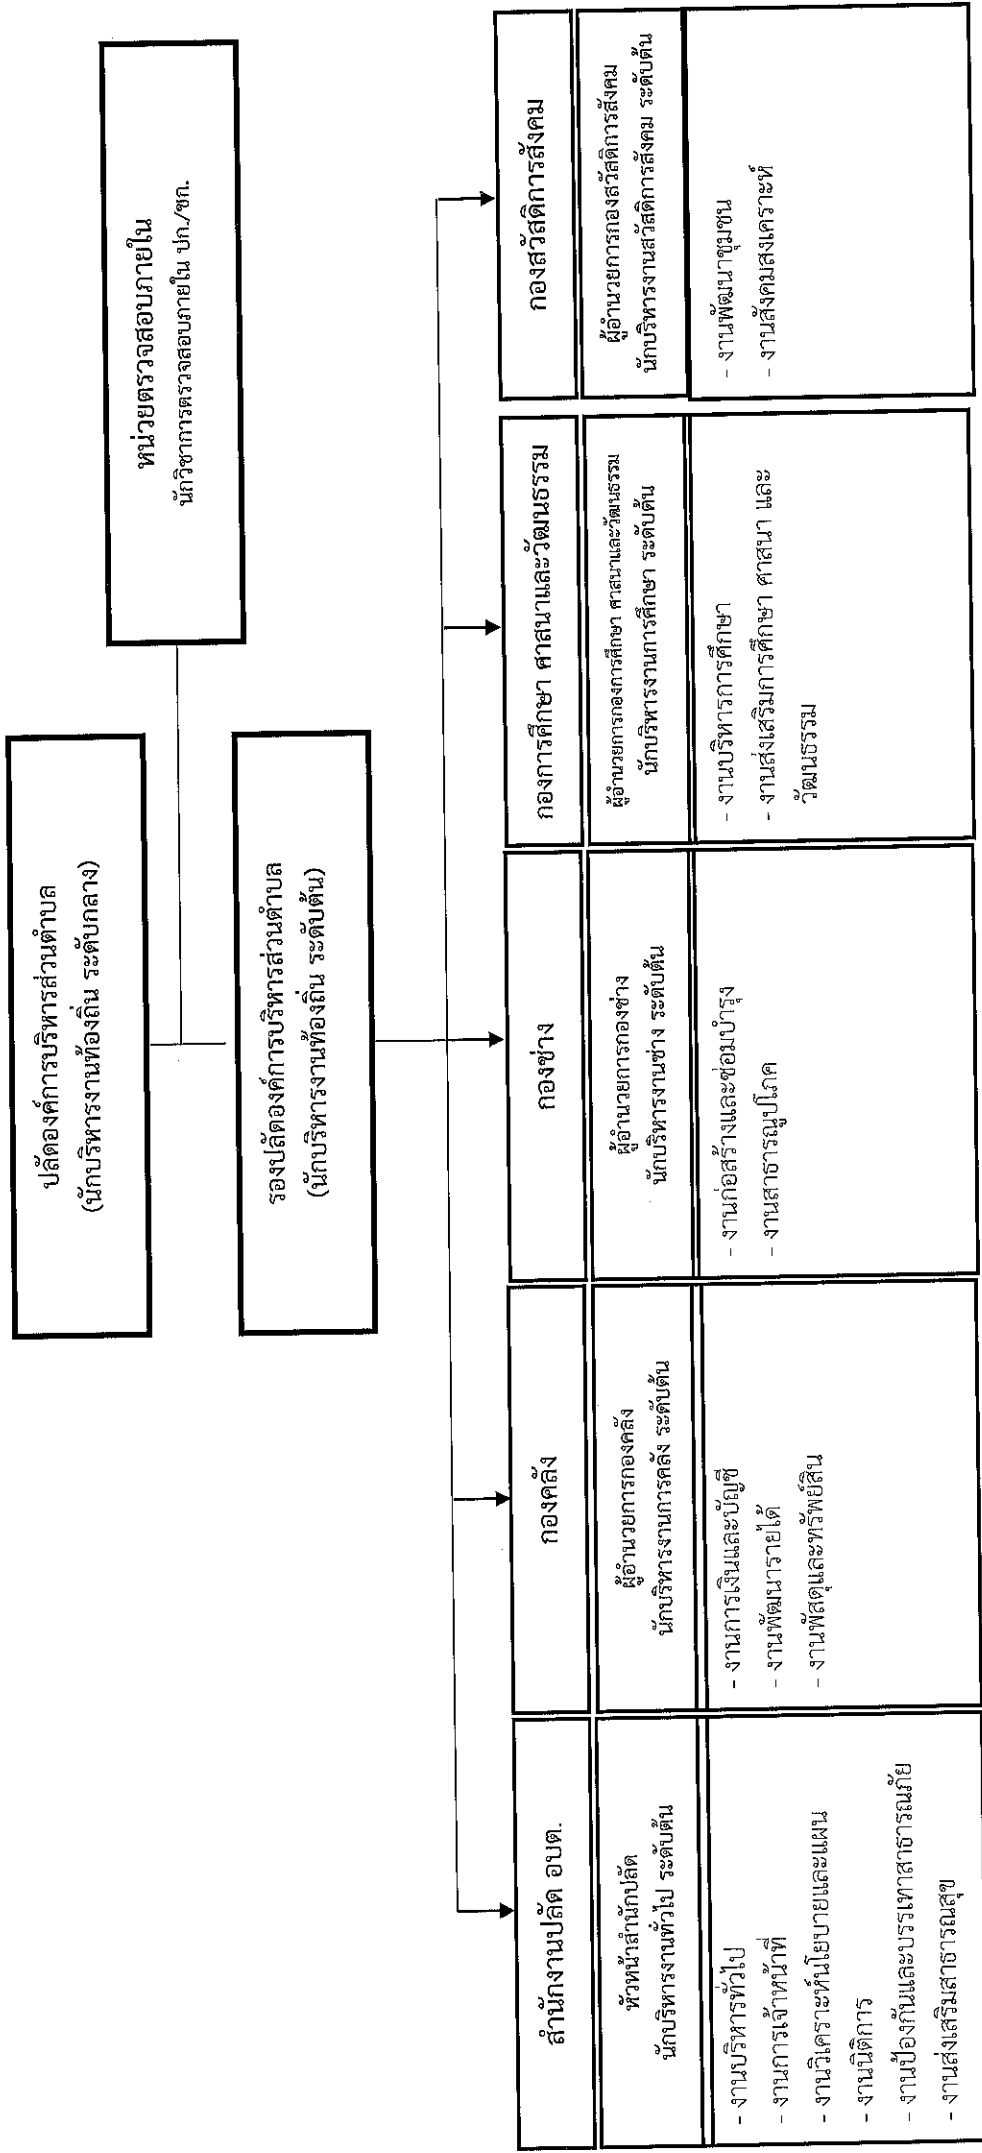 ปลัดองค์การบริหารส่วนตำบล
(นักบริหารงานท้องถิ่น ระดับกลาง)
หน่วยตรวจสอบภายใน
นักวิชาการตรวจสอบภายใน ปก./ชก.
รองปลัดองค์การบริหารส่วนตำบล
(นักบริหารงานท้องถิ่น ระดับต้น)
สำนักงานปลัด อบต.
หัวหน้าสำนักปลัด
นักบริหารงานทั่วไป ระดับต้น
- งานบริหารทั่วไป
- งานการเจ้าหน้าที่
- งานวิเคราะห์นโยบายและแผน
- งานนิติการ
- งานป้องกันและบรรเทาสาธารณภัย
- งานส่งเสริมสาธารณสุข
กองคลัง
ผู้อำนวยการกองคลัง
นักบริหารงานการคลัง ระดับต้น
- งานการเงินและบัญชี
- งานพัฒนารายได้
- งานพัสดุและทรัพย์สิน
กองช่าง
ผู้อำนวยการกองช่าง
นักบริหารงานช่าง ระดับต้น
- งานก่อสร้างและซ่อมบำรุง
- งานสาธารณูปโภค
กองการศึกษา ศาสนาและวัฒนธรรม
ผู้อำนวยการกองการศึกษา ศาสนาและวัฒนธรรม
นักบริหารงานการศึกษา ระดับต้น
- งานบริหารการศึกษา
- งานส่งเสริมการศึกษา ศาสนา และ
วัฒนธรรม
กองสวัสดิการสังคม
ผู้อำนวยการกองสวัสดิการสังคม
นักบริหารงานสวัสดิการสังคม ระดับต้น
- งานพัฒนาชุมชน
- งานสังคมสงเคราะห์